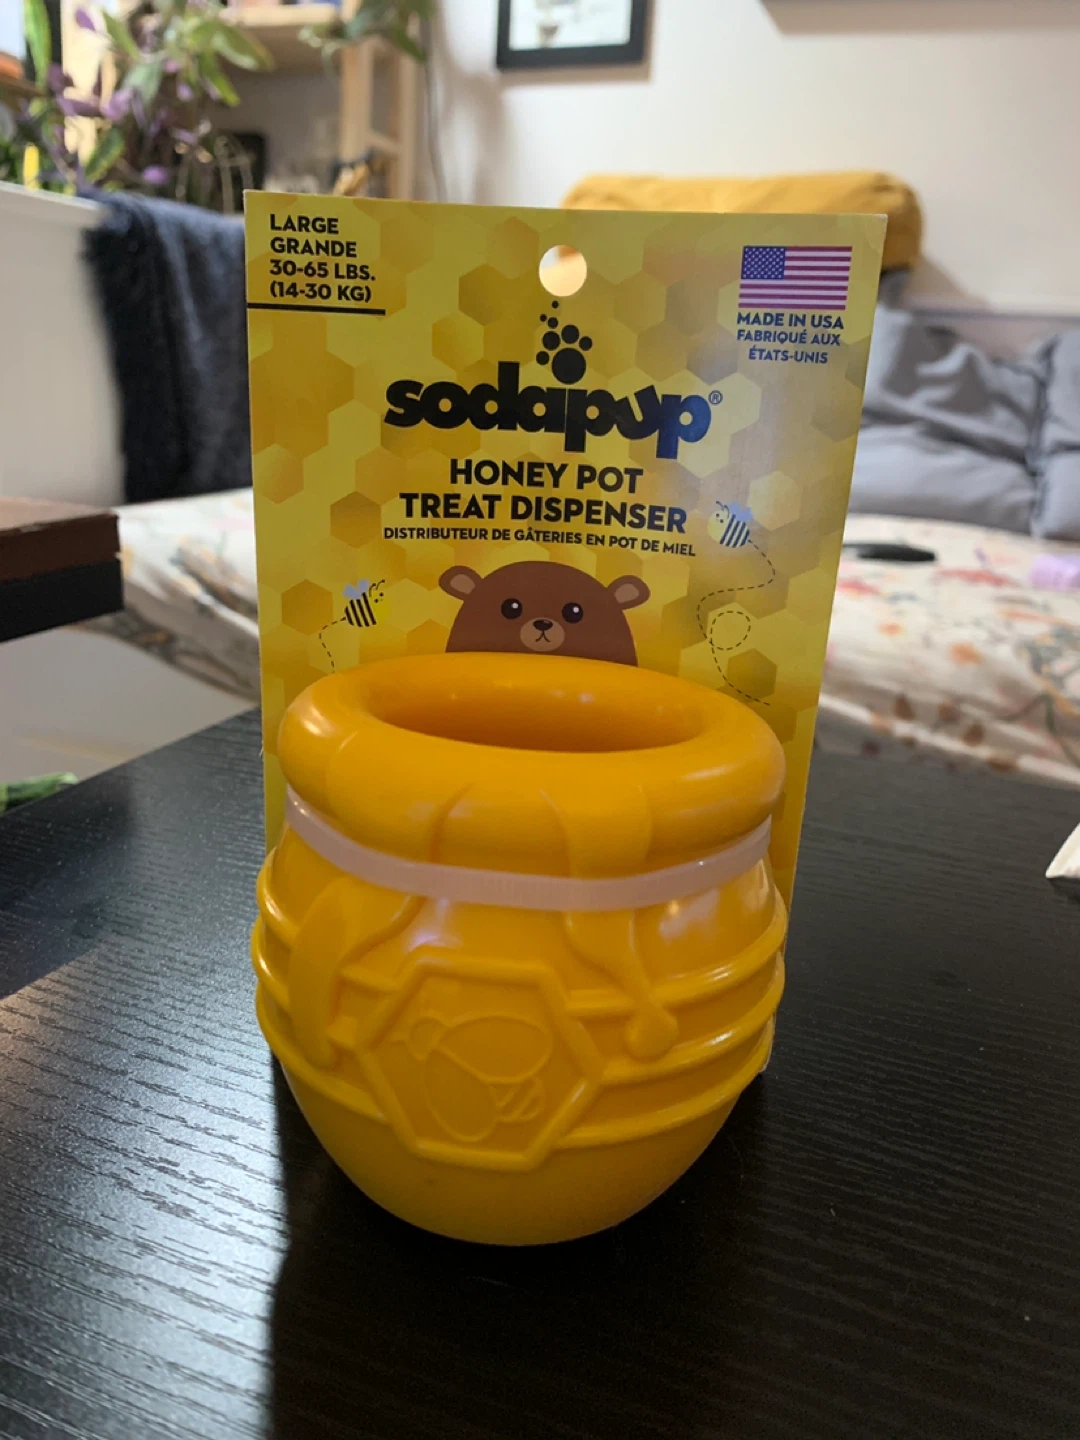 LARGE
GRANDE
30-65 LBS.
(14-30 KG)
MADE IN USA
FABRIQUÉ AUX
ÉTATS-UNIS
sodapup®
HONEY POT
TREAT DISPENSER
DISTRIBUTEUR DE GÂTERIES EN POT DE MIEL